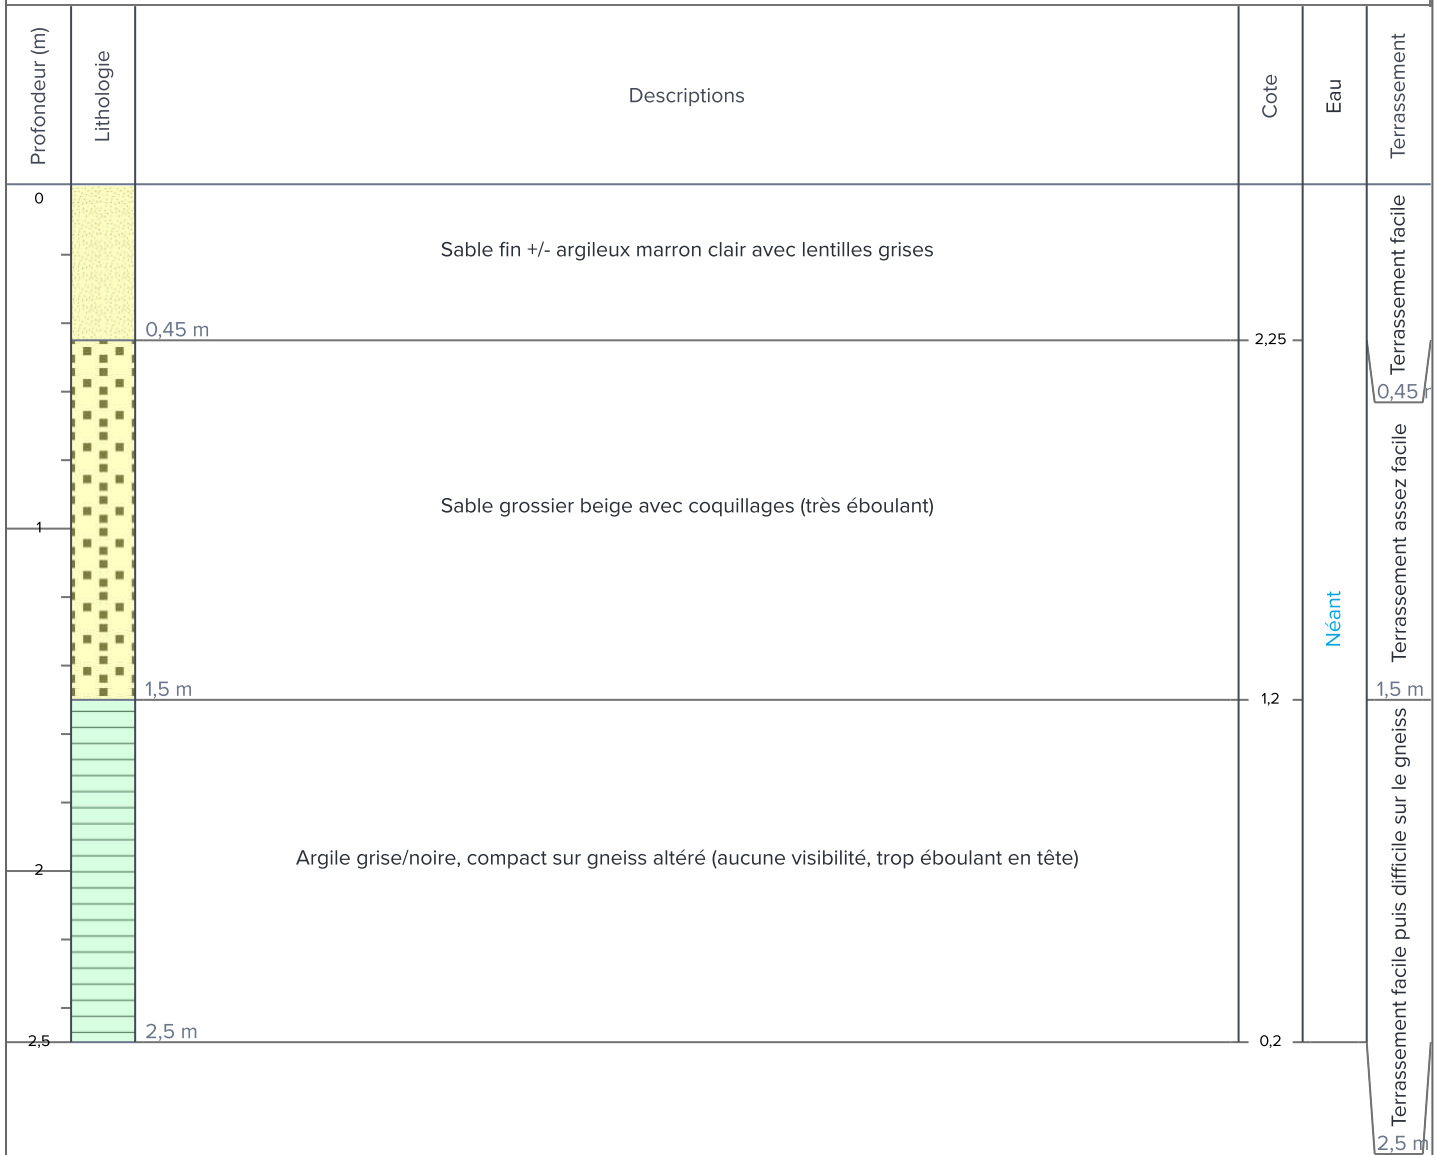 Profondeur (m)
Lithologie
Descriptions
Cote
Eau
Terrassement
0
Sable fin +/- argileux marron clair avec lentilles grises
Terrassement facile
0,45 m
2,25
0,45 m
1
Sable grossier beige avec coquillages (très éboulant)
Terrassement assez facile
Néant
1,5 m
1,2
1,5 m
2
Argile grise/noire, compact sur gneiss altéré (aucune visibilité, trop éboulant en tête)
Terrassement facile puis difficile sur le gneiss
2,5
2,5 m
0,2
2,5 m